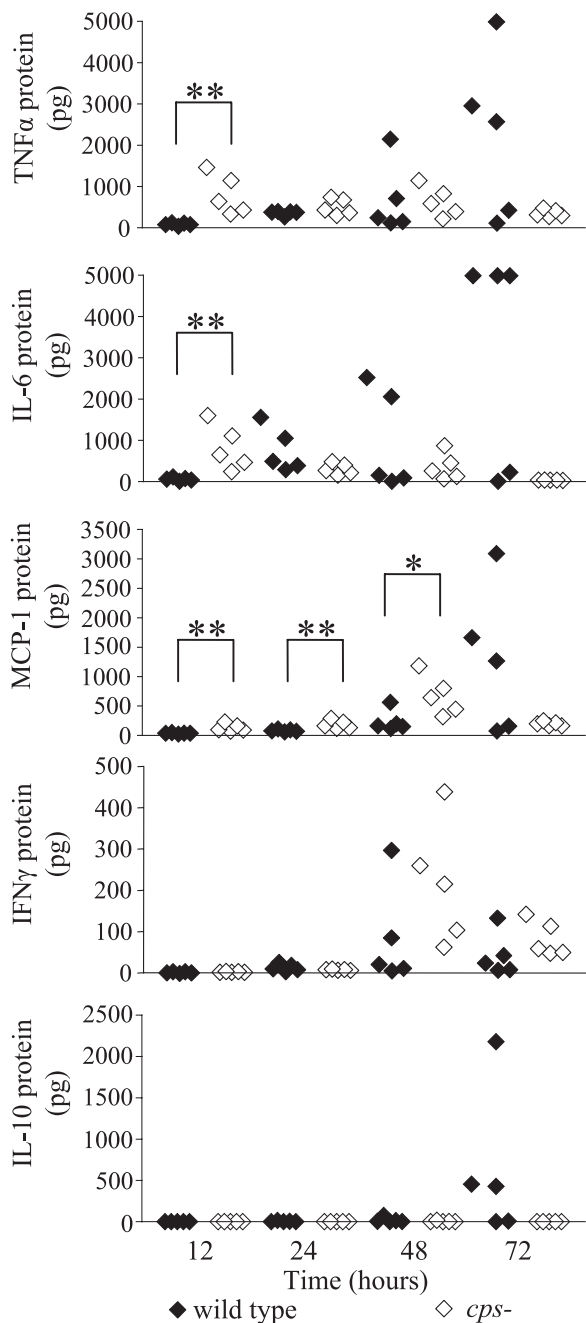 TNFα protein
(pg)
5000
4000
3000
2000
1000
0
**
IL-6 protein
(pg)
5000
4000
3000
2000
1000
0
**
MCP-1 protein
(pg)
3500
3000
2500
2000
1500
1000
500
0
**
**
*
IFNγ protein
(pg)
500
400
300
200
100
0
IL-10 protein
(pg)
2500
2000
1500
1000
500
0
12 24 48 72
Time (hours)
wild type cps-